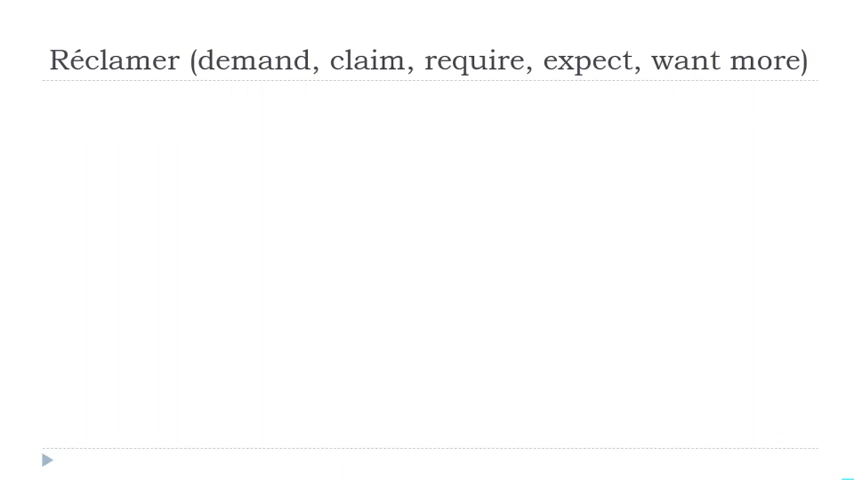 Réclamer (demand, claim, require, expect, want more)